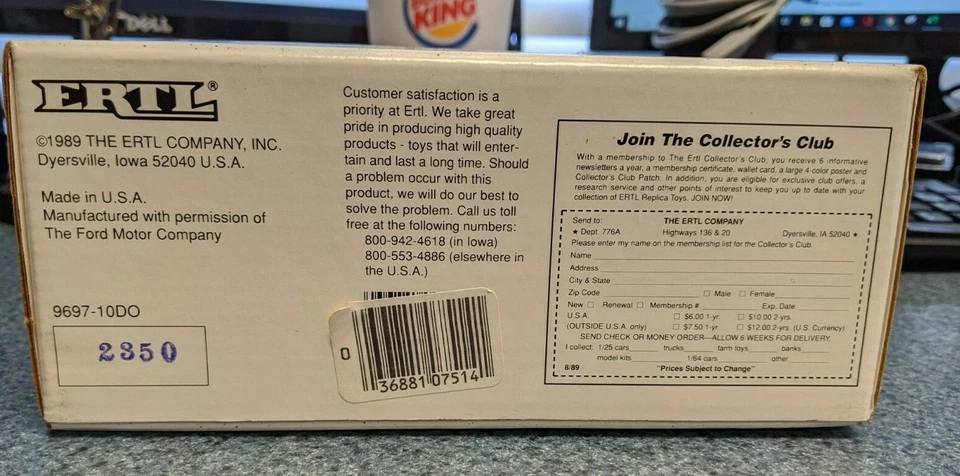 DELL
BURGER
KING
ERTL®
©1989 THE ERTL COMPANY, INC.
Dyersville, Iowa 52040 U.S.A.
Made in U.S.A.
Manufactured with permission of
The Ford Motor Company
9697-10DO
2850
Customer satisfaction is a
priority at Ertl. We take great
pride in producing high quality
products - toys that will enter-
tain and last a long time. Should
a problem occur with this
product, we will do our best to
solve the problem. Call us toll
free at the following numbers:
800-942-4618 (in Iowa)
800-553-4886 (elsewhere in
the U.S.A.)
0
36881 07514
Join The Collector's Club
With a membership to The Ertl Collector's Club, you receive 6 informative
newsletters a year, a membership certificate, wallet card, a large 4-color poster and
Collector's Club Patch. In addition, you are eligible for exclusive club offers, a
research service and other points of interest to keep you up to date with your
collection of ERTL Replica Toys. JOIN NOW!
Send to: THE ERTL COMPANY
★ Dept. 776A Highways 136 & 20 Dyersville, IA 52040 ★
Please enter my name on the membership list for the Collector's Club.
Name
Address
City & State
Zip Code □ Male □ Female
New □ Renewal □ Membership # Exp. Date
U.S.A. □ $6.00 1-yr. □ $10.00 2-yrs.
(OUTSIDE U.S.A. only) □ $7.50 1-yr. □ $12.00 2-yrs. (U.S. Currency)
SEND CHECK OR MONEY ORDER—ALLOW 6 WEEKS FOR DELIVERY
I collect: 1/25 cars trucks farm toys banks
model kits 1/64 cars other
8/89 "Prices Subject to Change"